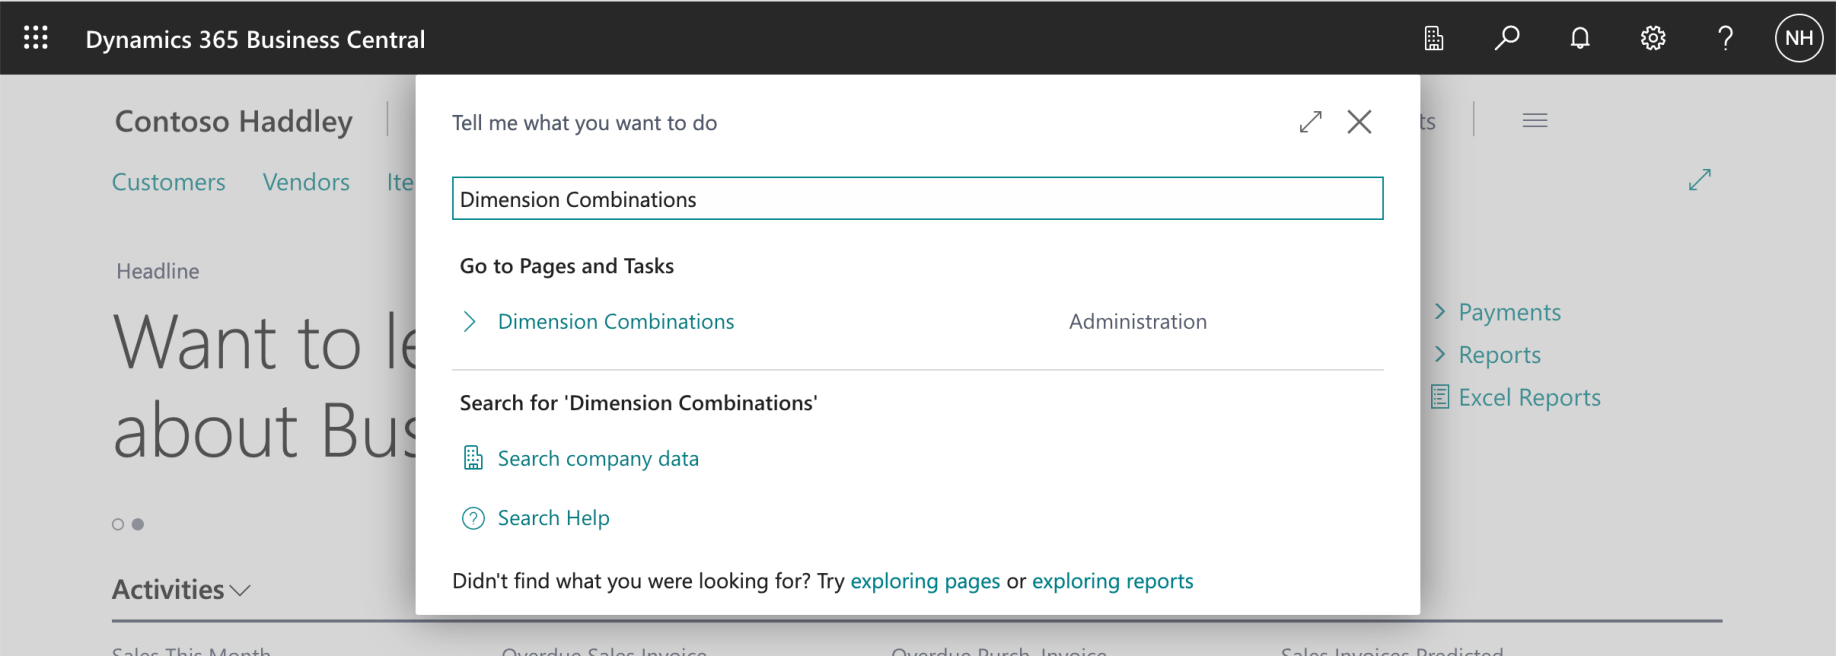 Dynamics 365 Business Central
NH
Contoso Haddley
Customers Vendors Ite
Headline
Want to le
about Bus
Activities
Sales This Month Overdue Sales Invoice Overdue Purch. Invoice Sales Invoices Predicted
Tell me what you want to do
Dimension Combinations
Go to Pages and Tasks
Dimension Combinations Administration
Search for 'Dimension Combinations'
Search company data
Search Help
Didn't find what you were looking for? Try exploring pages or exploring reports
ts
Payments
Reports
Excel Reports